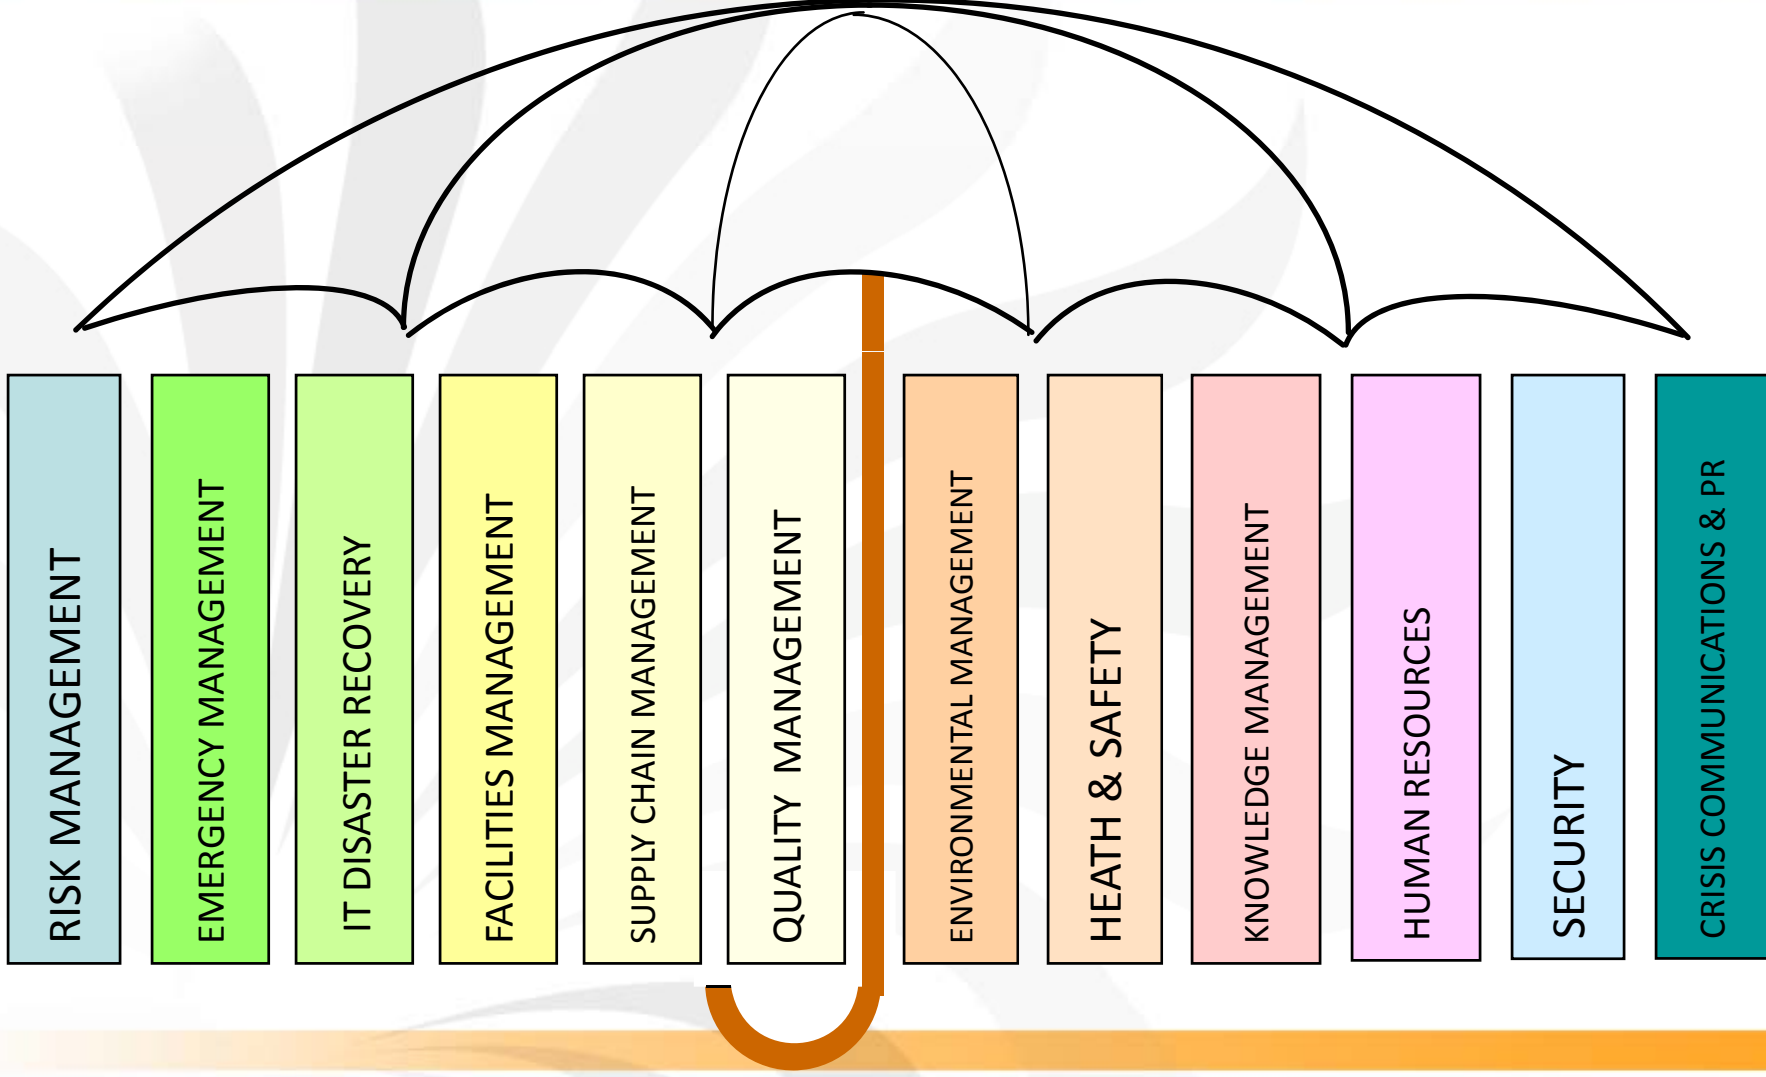 RISK MANAGEMENT
EMERGENCY MANAGEMENT
IT DISASTER RECOVERY
FACILITIES MANAGEMENT
SUPPLY CHAIN MANAGEMENT
QUALITY MANAGEMENT
ENVIRONMENTAL MANAGEMENT
HEATH & SAFETY
KNOWLEDGE MANAGEMENT
HUMAN RESOURCES
SECURITY
CRISIS COMMUNICATIONS & PR